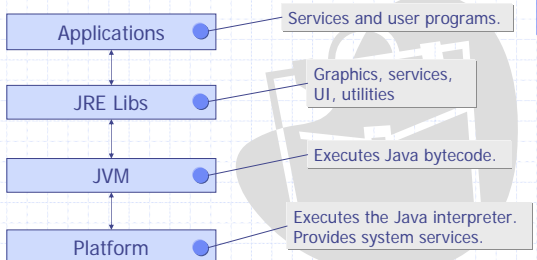 Applications
Services and user programs.
JRE Libs
Graphics, services,
UI, utilities
JVM
Executes Java bytecode.
Platform
Executes the Java interpreter.
Provides system services.